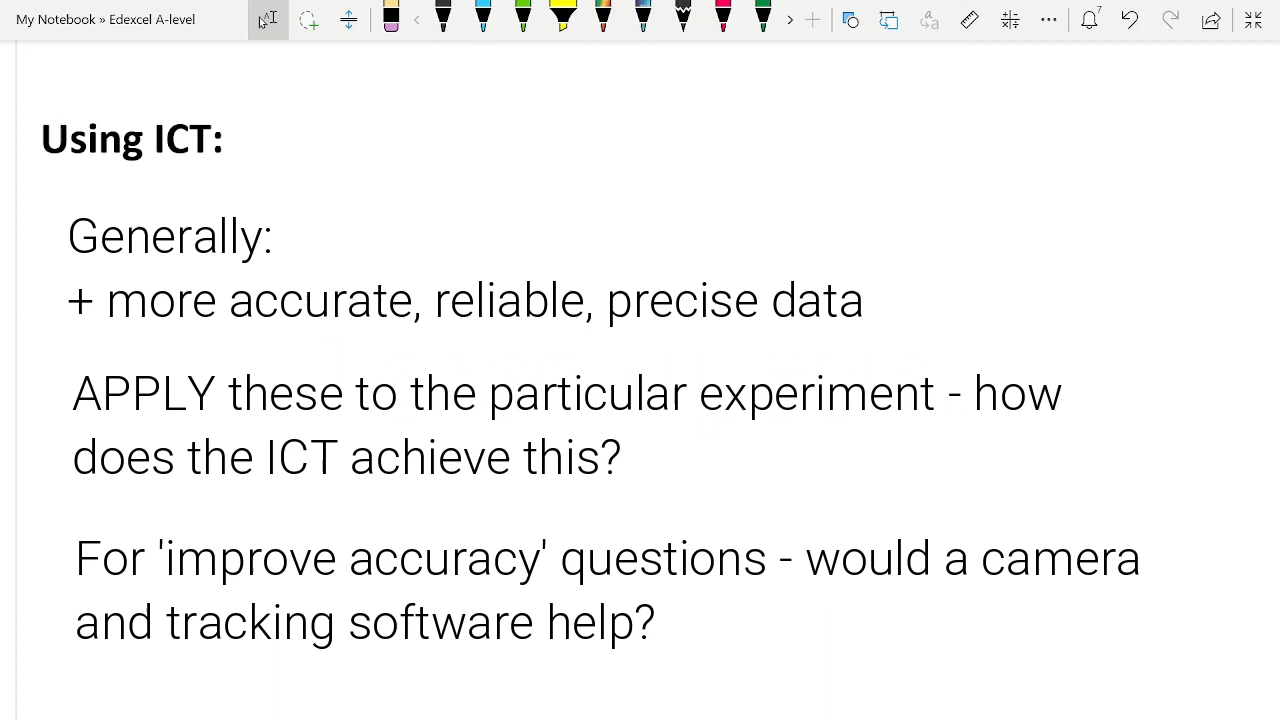 My Notebook » Edexcel A-level
7
Using ICT:
Generally:
+ more accurate, reliable, precise data
APPLY these to the particular experiment - how
does the ICT achieve this?
For 'improve accuracy' questions - would a camera
and tracking software help?